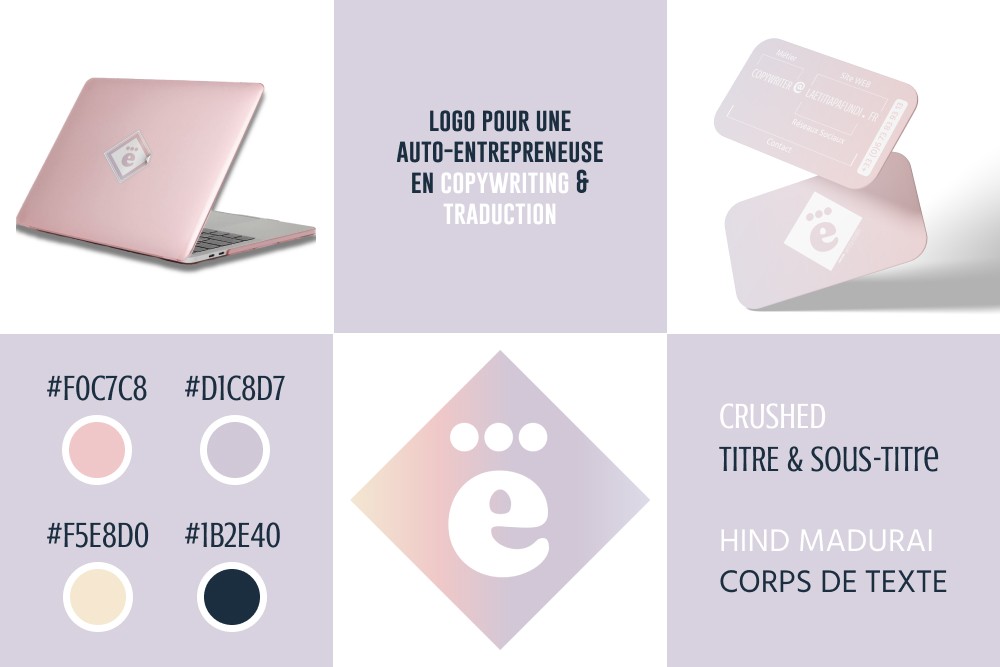 LOGO POUR UNE
AUTO-ENTREPRENEUSE
EN COPYWRITING &
TRADUCTION
Métier
Site WEB
COPYWRITER
Réseaux Sociaux
Contact
ë
ë
#F0C7C8
#D1C8D7
#F5E8D0
#1B2E40
ë
CRUSHED
TITRE & SOUS-TITre
HIND MADURAI
CORPS DE TEXTE